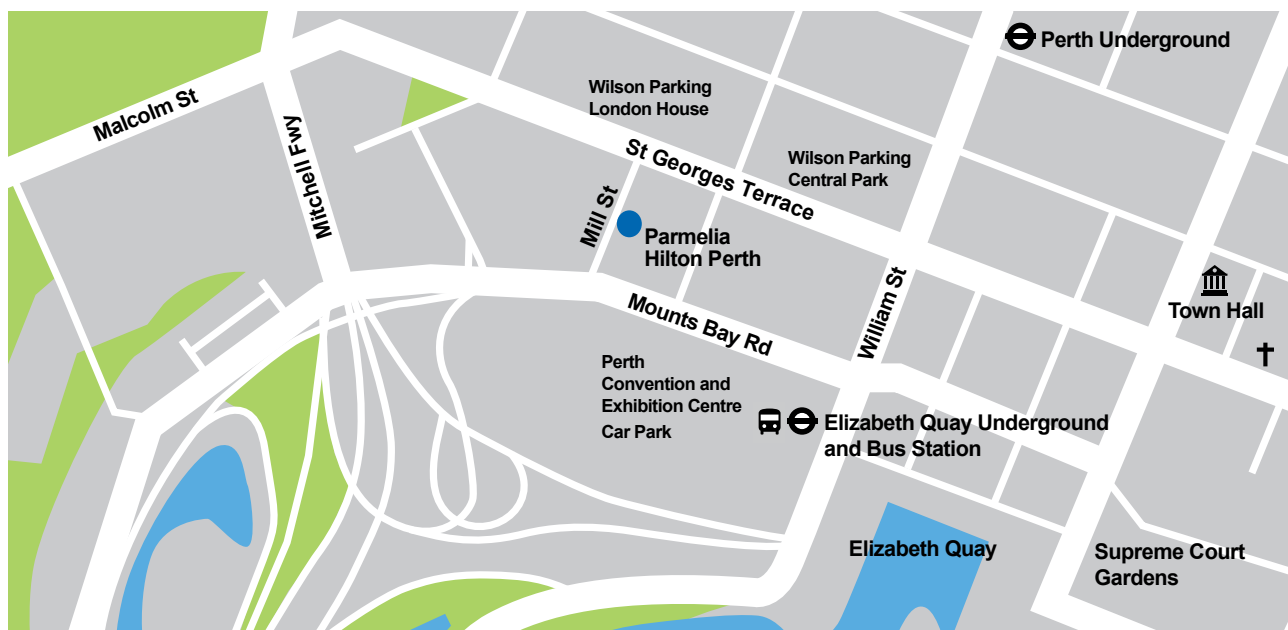 Perth Underground
Wilson Parking
London House
Malcolm St
Mitchell Fwy
St Georges Terrace
Wilson Parking
Central Park
Mill St
Parmelia
Hilton Perth
William St
Town Hall
Mounts Bay Rd
Perth
Convention and
Exhibition Centre
Car Park
Elizabeth Quay Underground
and Bus Station
Elizabeth Quay
Supreme Court
Gardens